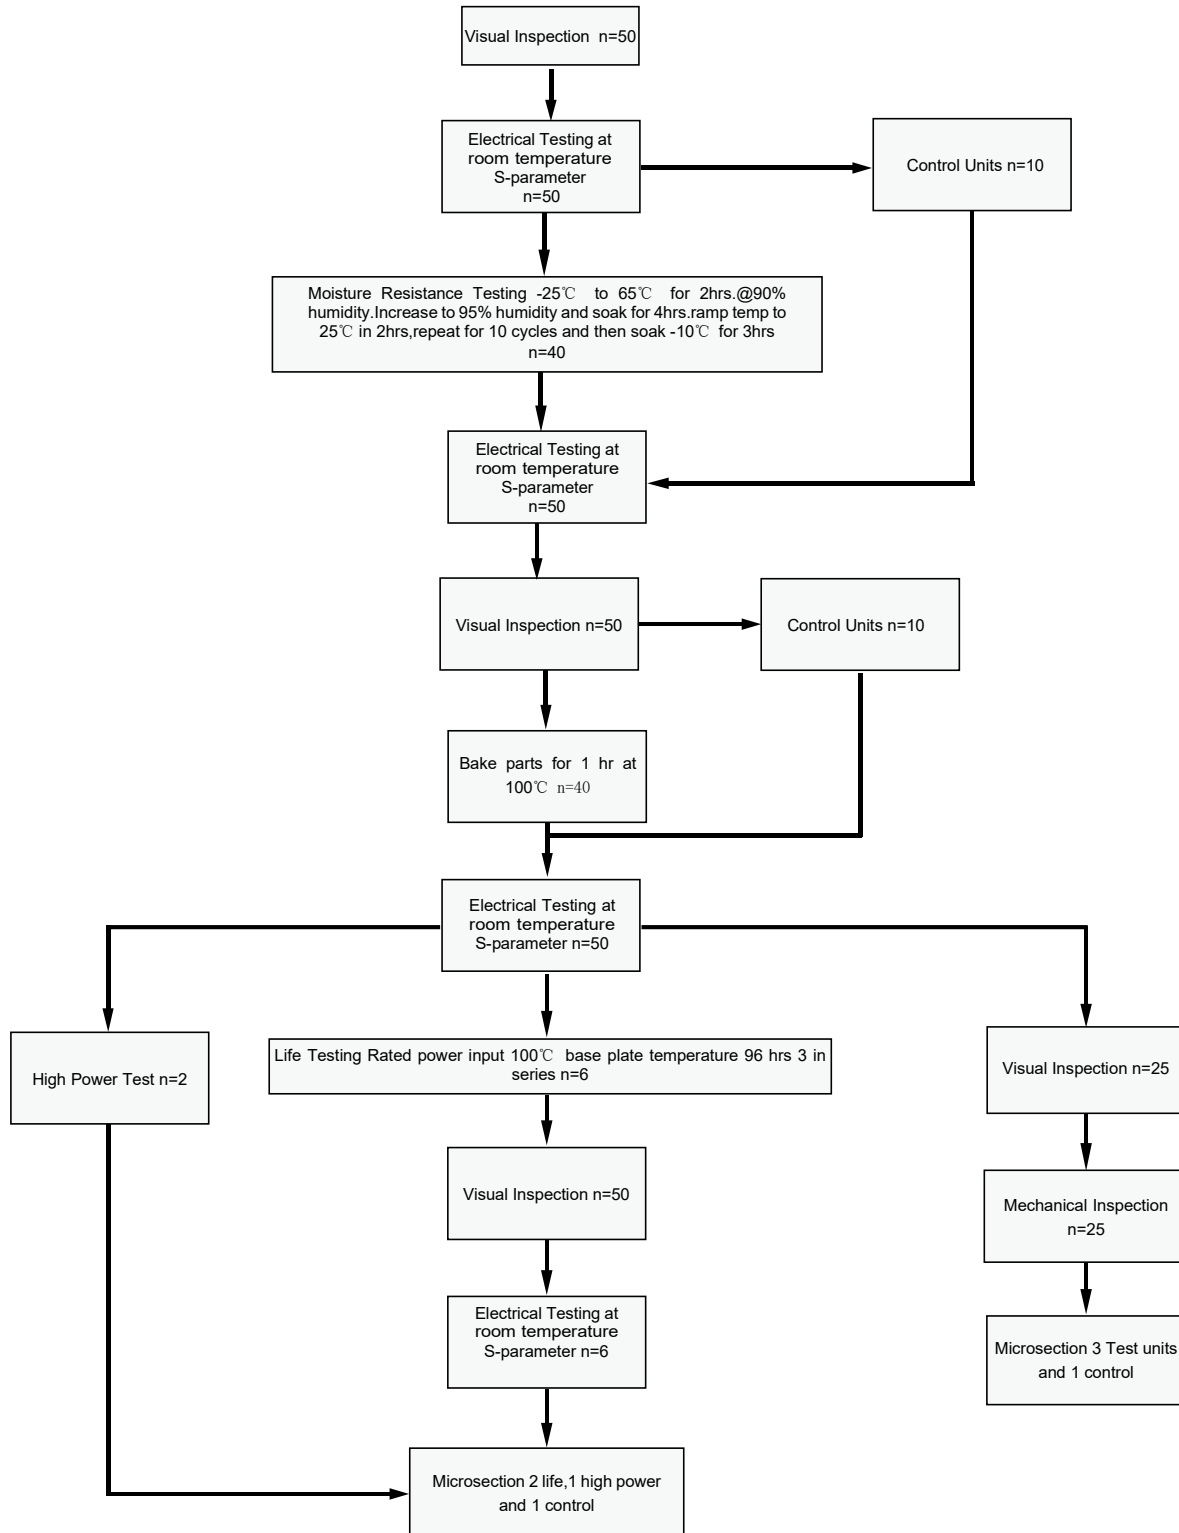 Visual Inspection n=50
Electrical Testing at
room temperature
S-parameter
n=50
Control Units n=10
Moisture Resistance Testing -25℃ to 65℃ for 2hrs.@90%
humidity.Increase to 95% humidity and soak for 4hrs.ramp temp to
25℃ in 2hrs,repeat for 10 cycles and then soak -10℃ for 3hrs
n=40
Electrical Testing at
room temperature
S-parameter
n=50
Visual Inspection n=50
Control Units n=10
Bake parts for 1 hr at
100℃ n=40
Electrical Testing at
room temperature
S-parameter n=50
High Power Test n=2
Life Testing Rated power input 100℃ base plate temperature 96 hrs 3 in
series n=6
Visual Inspection n=25
Visual Inspection n=50
Mechanical Inspection
n=25
Electrical Testing at
room temperature
S-parameter n=6
Microsection 3 Test units
and 1 control
Microsection 2 life,1 high power
and 1 control